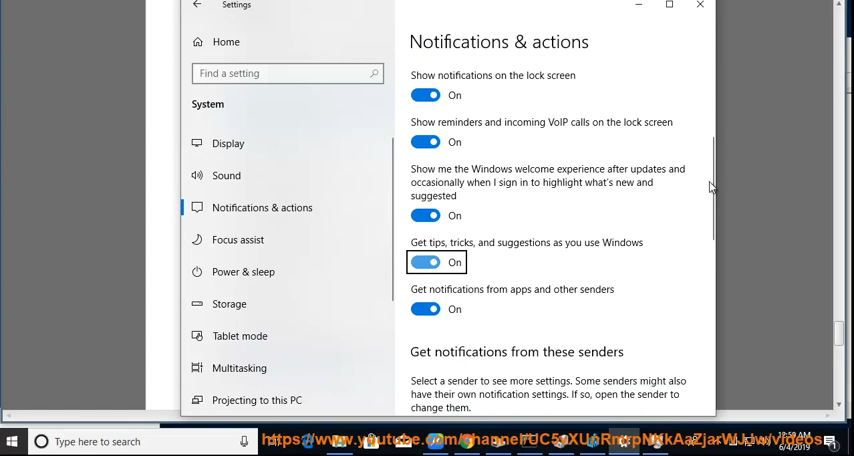 Settings
Home
Find a setting
System
Display
Sound
Notifications & actions
Focus assist
Power & sleep
Storage
Tablet mode
Multitasking
Projecting to this PC
Notifications & actions
Show notifications on the lock screen
On
Show reminders and incoming VoIP calls on the lock screen
On
Show me the Windows welcome experience after updates and
occasionally when I sign in to highlight what's new and
suggested
On
Get tips, tricks, and suggestions as you use Windows
On
Get notifications from apps and other senders
On
Get notifications from these senders
Select a sender to see more settings. Some senders might also
have their own notification settings. If so, open the sender to
change them.
Type here to search
6/4/2019
1